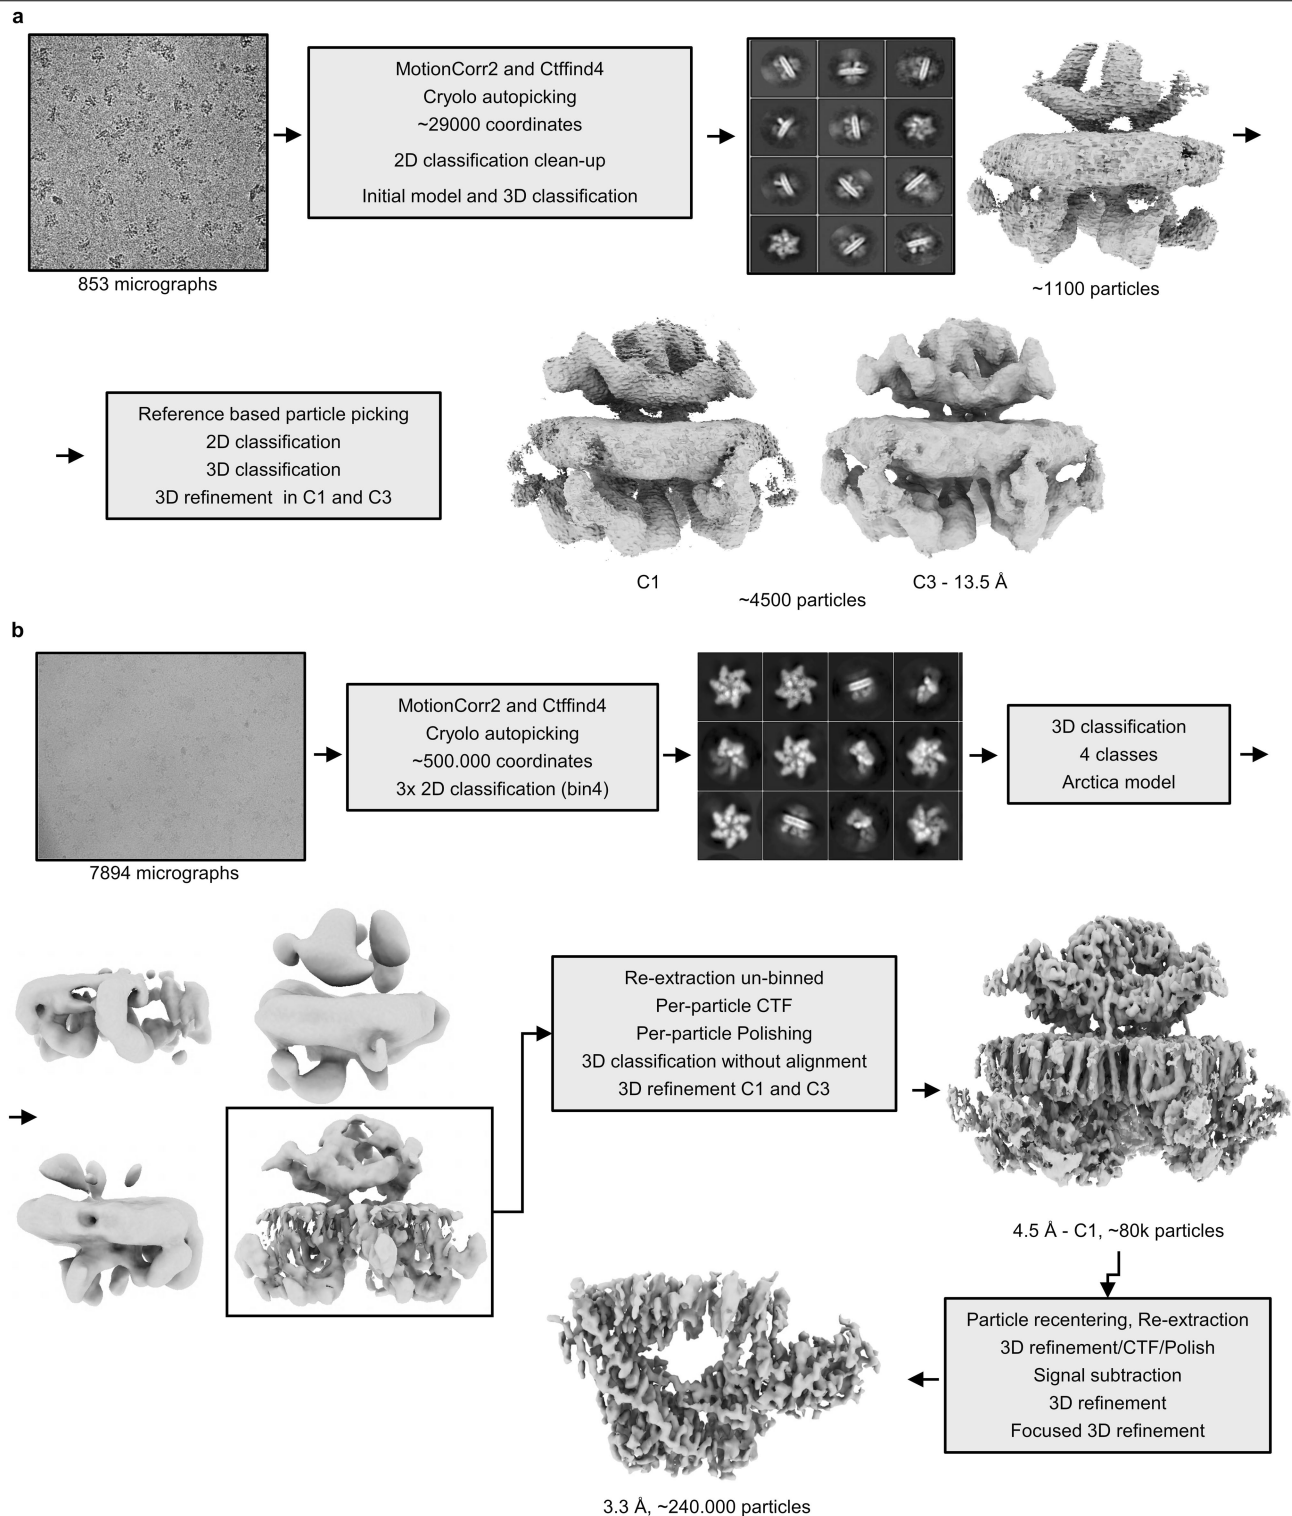 a
MotionCorr2 and Ctffind4
Cryolo autopicking
~29000 coordinates
2D classification clean-up
Initial model and 3D classification
853 micrographs
~1100 particles
Reference based particle picking
2D classification
3D classification
3D refinement  in C1 and C3
C1
C3 - 13.5 Å
~4500 particles
b
MotionCorr2 and Ctffind4
Cryolo autopicking
~500.000 coordinates
3x 2D classification (bin4)
3D classification
4 classes
Arctica model
7894 micrographs
Re-extraction un-binned
Per-particle CTF
Per-particle Polishing
3D classification without alignment
3D refinement C1 and C3
4.5 Å - C1, ~80k particles
Particle recentering, Re-extraction
3D refinement/CTF/Polish
Signal subtraction
3D refinement
Focused 3D refinement
3.3 Å, ~240.000 particles